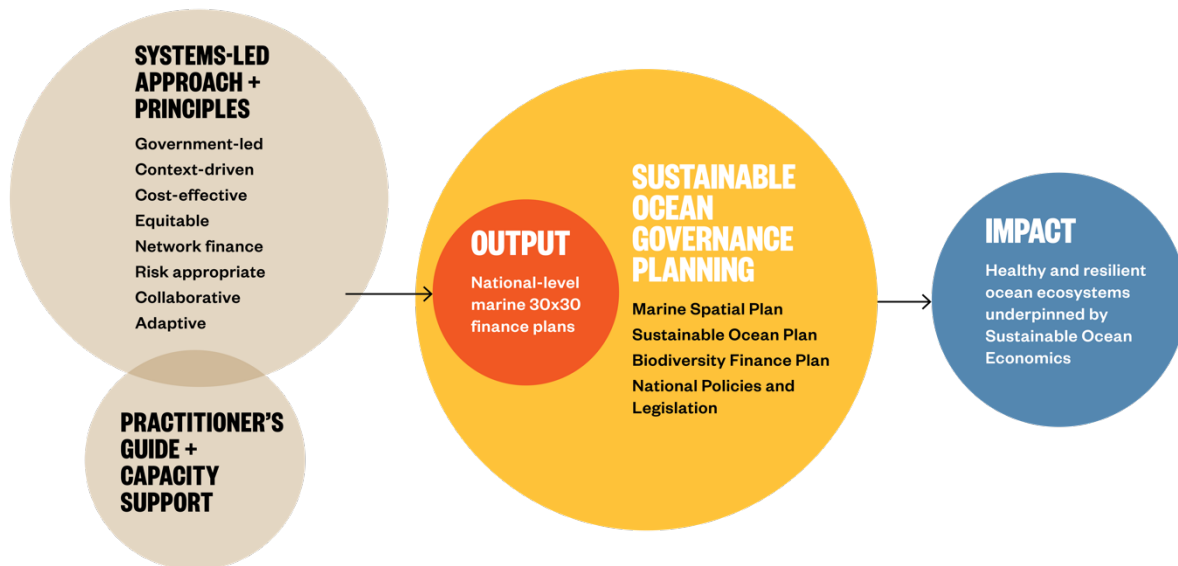 SYSTEMS-LED
APPROACH +
PRINCIPLES
Government-led
Context-driven
Cost-effective
Equitable
Network finance
Risk appropriate
Collaborative
Adaptive
PRACTITIONER'S
GUIDE +
CAPACITY
SUPPORT
OUTPUT
National-level
marine 30x30
finance plans
SUSTAINABLE
OCEAN
GOVERNANCE
PLANNING
Marine Spatial Plan
Sustainable Ocean Plan
Biodiversity Finance Plan
National Policies and
Legislation
IMPACT
Healthy and resilient
ocean ecosystems
underpinned by
Sustainable Ocean
Economics